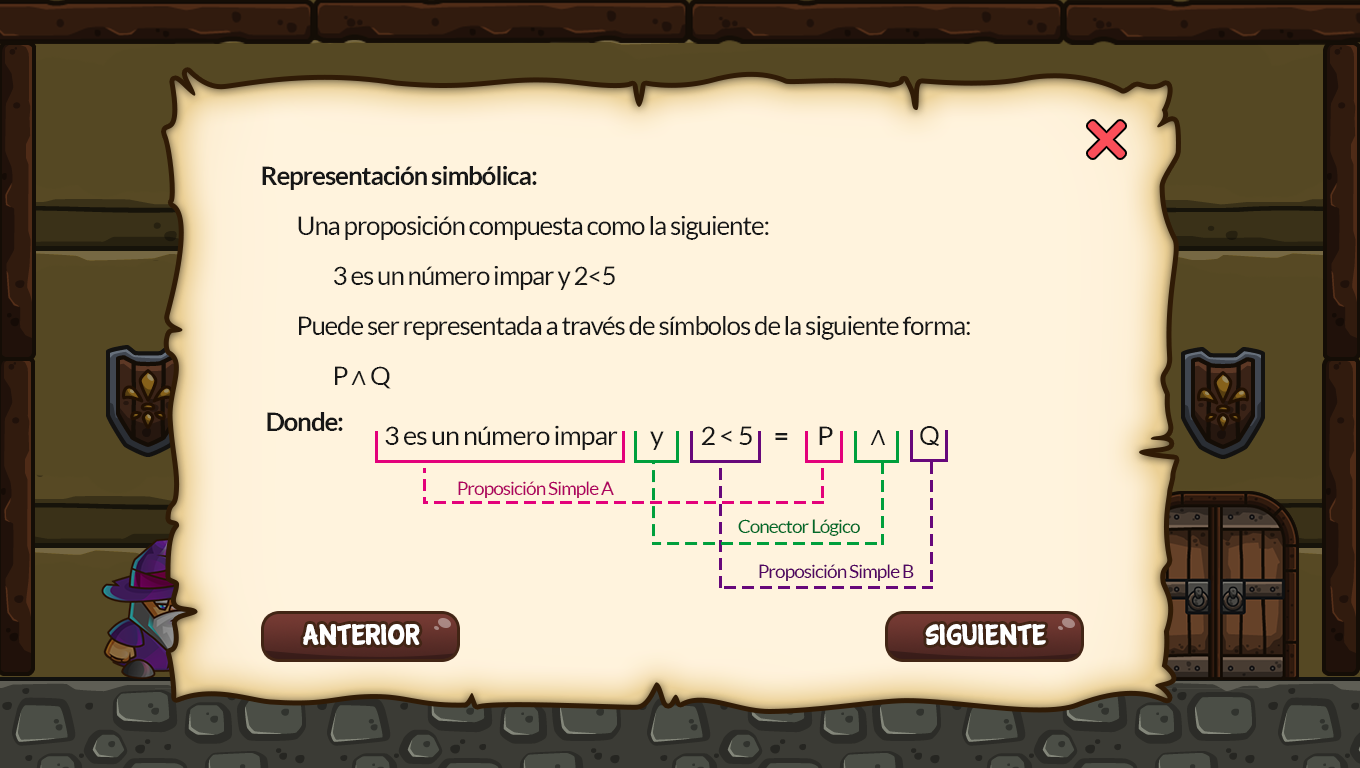 Representación simbólica:
Una proposición compuesta como la siguiente:
3 es un número impar y 2<5
Puede ser representada a través de símbolos de la siguiente forma:
P ∧ Q
Donde:
3 es un número impar y 2 < 5 = P ∧ Q
Proposición Simple A
Conector Lógico
Proposición Simple B
ANTERIOR
SIGUIENTE